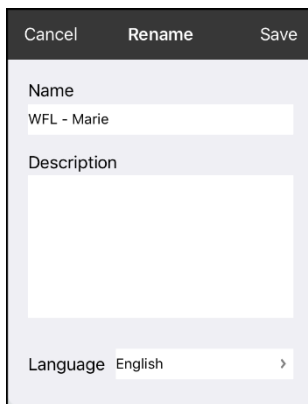 Cancel Rename Save
Name
WFL - Marie
Description
Language English >